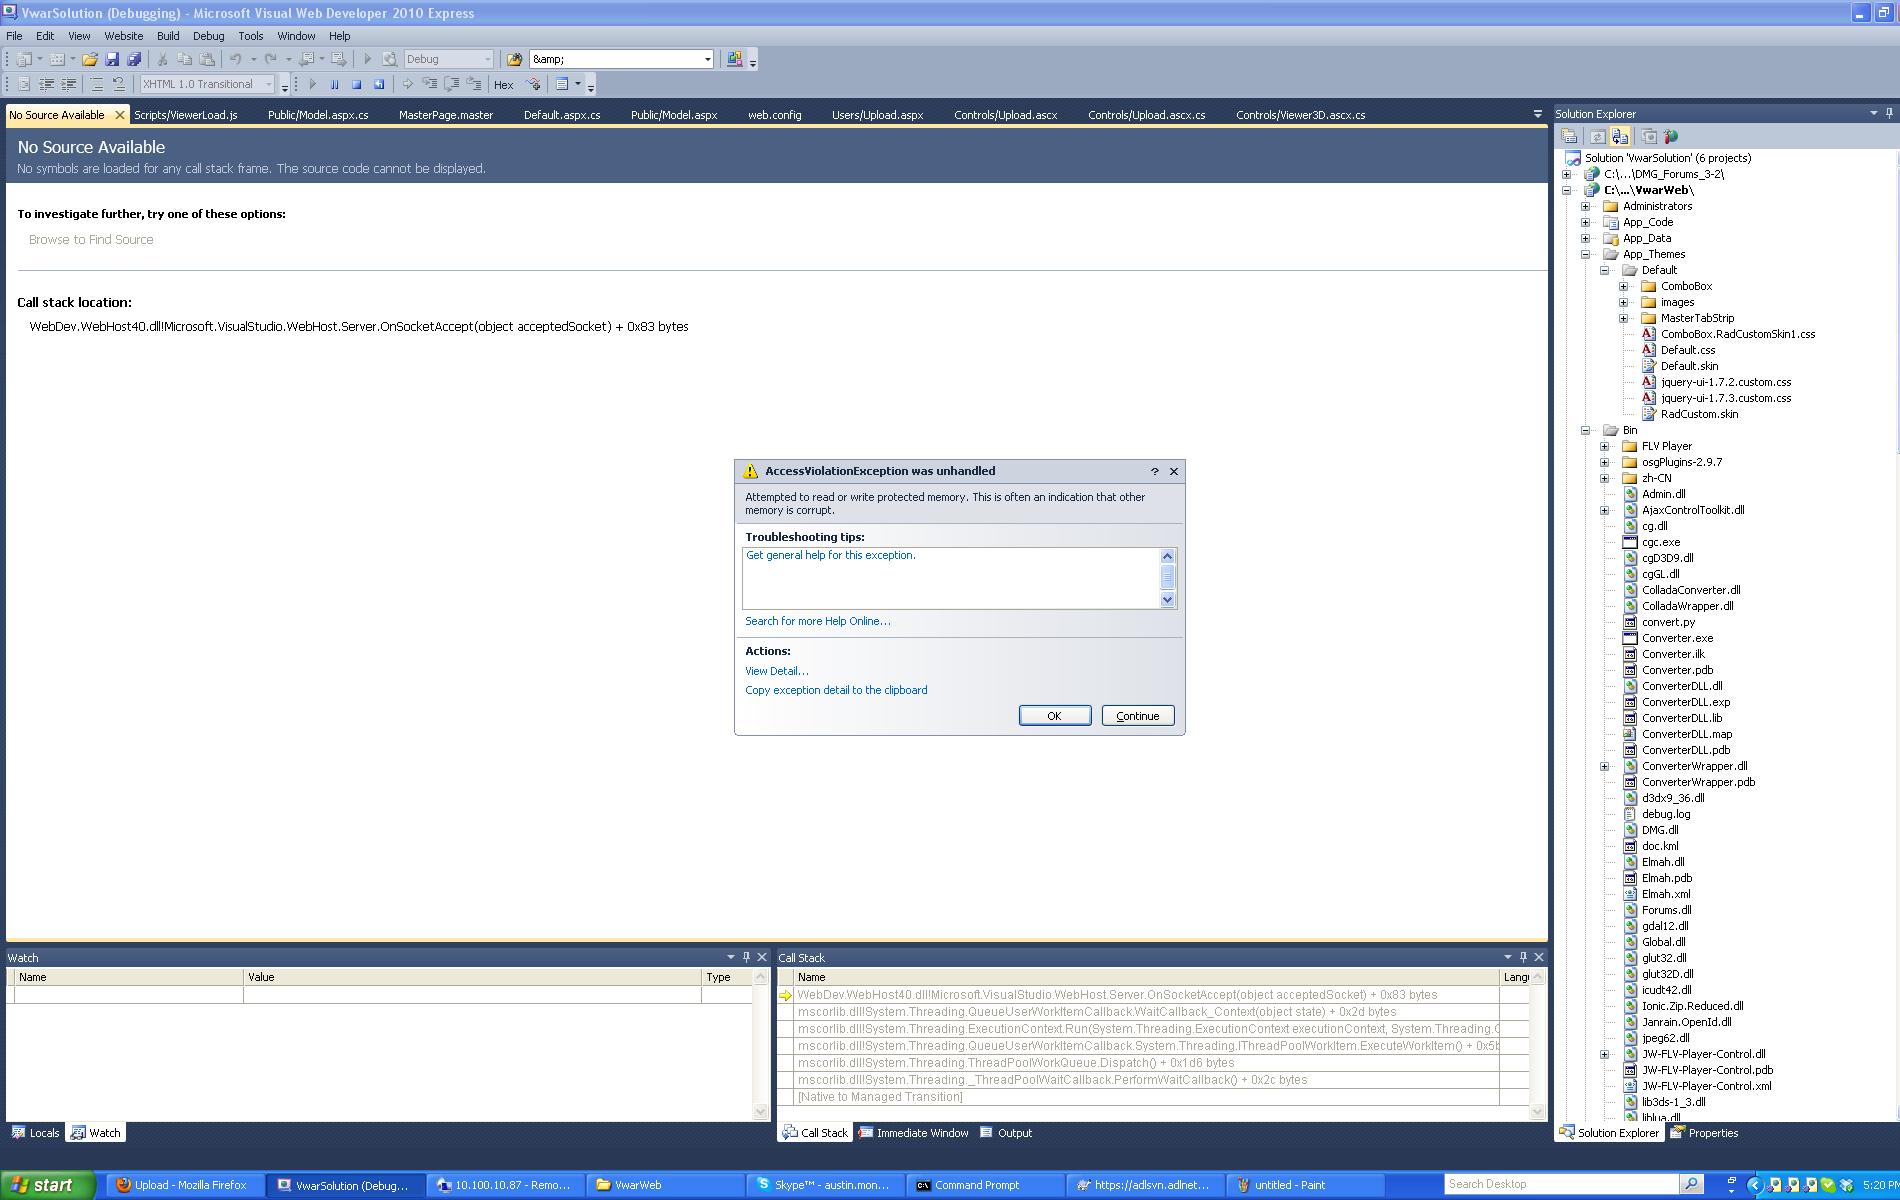 VwarSolution (Debugging) - Microsoft Visual Web Developer 2010 Express
File Edit View Website Build Debug Tools Window Help
Debug &amp;
XHTML 1.0 Transitional Hex
No Source Available Scripts/ViewerLoad.js Public/Model.aspx.cs MasterPage.master Default.aspx.cs Public/Model.aspx web.config Users/Upload.aspx Controls/Upload.ascx Controls/Upload.ascx.cs Controls/Viewer3D.ascx.cs
No Source Available
No symbols are loaded for any call stack frame. The source code cannot be displayed.
To investigate further, try one of these options:
Browse to Find Source
Call stack location:
WebDev.WebHost40.dll!Microsoft.VisualStudio.WebHost.Server.OnSocketAccept(object acceptedSocket) + 0x83 bytes
AccessViolationException was unhandled
Attempted to read or write protected memory. This is often an indication that other
memory is corrupt.
Troubleshooting tips:
Get general help for this exception.
Search for more Help Online...
Actions:
View Detail...
Copy exception detail to the clipboard
OK Continue
Solution Explorer
Solution 'VwarSolution' (6 projects)
C:\...\DMG_Forums_3-2\
C:\...\VwarWeb\
Administrators
App_Code
App_Data
App_Themes
Default
ComboBox
images
MasterTabStrip
ComboBox.RadCustomSkin1.css
Default.css
Default.skin
jquery-ui-1.7.2.custom.css
jquery-ui-1.7.3.custom.css
RadCustom.skin
Bin
FLV Player
osgPlugins-2.9.7
zh-CN
Admin.dll
AjaxControlToolkit.dll
cg.dll
cgc.exe
cgD3D9.dll
cgGL.dll
ColladaConverter.dll
ColladaWrapper.dll
convert.py
Converter.exe
Converter.ilk
Converter.pdb
ConverterDLL.dll
ConverterDLL.exp
ConverterDLL.lib
ConverterDLL.map
ConverterDLL.pdb
ConverterWrapper.dll
ConverterWrapper.pdb
d3dx9_36.dll
debug.log
DMG.dll
doc.kml
Elmah.dll
Elmah.pdb
Elmah.xml
Forums.dll
gdal12.dll
Global.dll
glut32.dll
glut32D.dll
icudt42.dll
Ionic.Zip.Reduced.dll
Janrain.OpenId.dll
jpeg62.dll
JW-FLV-Player-Control.dll
JW-FLV-Player-Control.pdb
JW-FLV-Player-Control.xml
lib3ds-1_3.dll
liblua.dll
Solution Explorer Properties
Watch
Name Value Type
Locals Watch
Call Stack
Name Langu
WebDev.WebHost40.dll!Microsoft.VisualStudio.WebHost.Server.OnSocketAccept(object acceptedSocket) + 0x83 bytes
mscorlib.dll!System.Threading.QueueUserWorkItemCallback.WaitCallback_Context(object state) + 0x2d bytes
mscorlib.dll!System.Threading.ExecutionContext.Run(System.Threading.ExecutionContext executionContext, System.Threading.C
mscorlib.dll!System.Threading.QueueUserWorkItemCallback.System.Threading.IThreadPoolWorkItem.ExecuteWorkItem() + 0x5b
mscorlib.dll!System.Threading.ThreadPoolWorkQueue.Dispatch() + 0x1d6 bytes
mscorlib.dll!System.Threading._ThreadPoolWaitCallback.PerformWaitCallback() + 0x2c bytes
[Native to Managed Transition]
Call Stack Immediate Window Output
start Upload - Mozilla Firefox VwarSolution (Debug... 10.100.10.87 - Remo... VwarWeb Skype™ - austin.mon... Command Prompt https://adlsvn.adlnet... untitled - Paint Search Desktop 5:20 PM